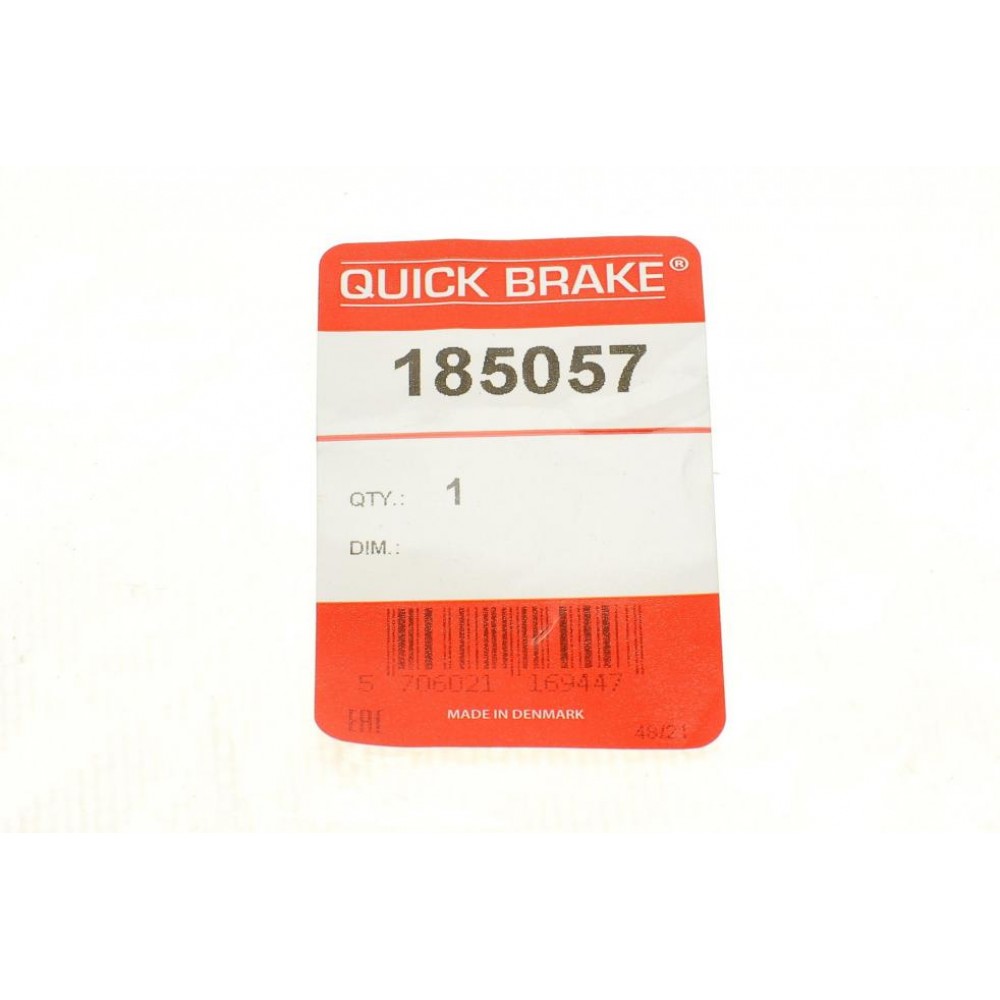 QUICK BRAKE®
185057
QTY.: 1
DIM.:
5 706021 169447
MADE IN DENMARK
EAC 48/21